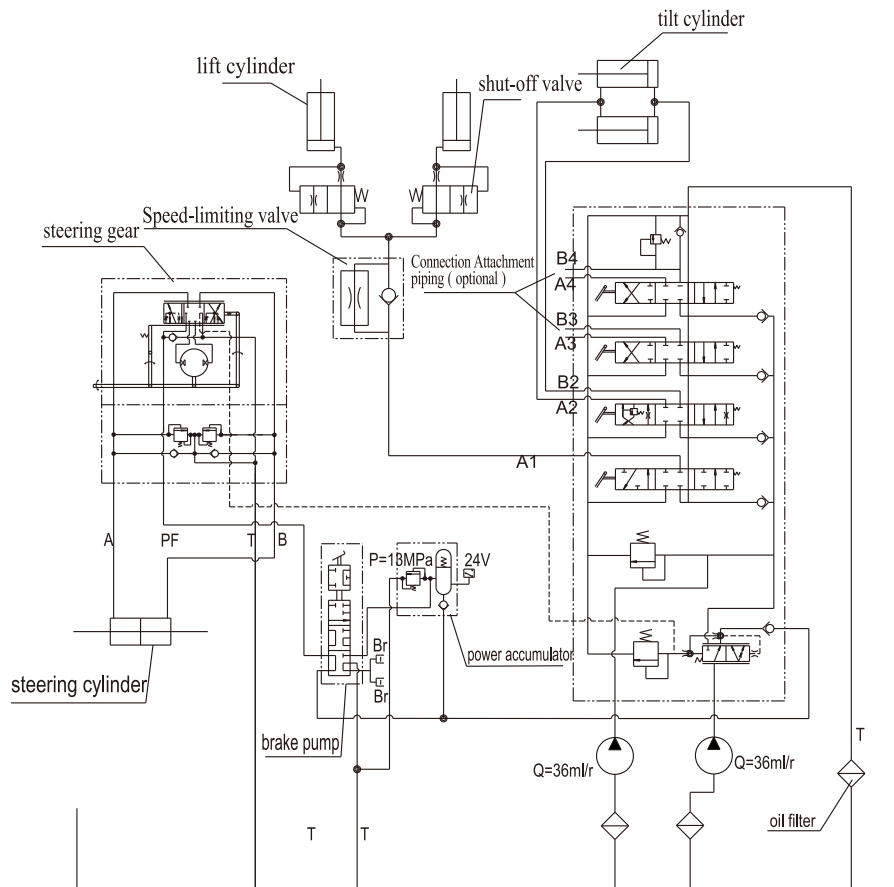 tilt cylinder
lift cylinder
shut-off valve
Speed-limiting valve
steering gear
Connection Attachment
piping ( optional )
B4
A4
B3
A3
B2
A2
A1
A
PF
T
B
P=13MPa
24V
Br
Br
power accumulator
steering cylinder
brake pump
Q=36ml/r
Q=36ml/r
T
oil filter
T
T